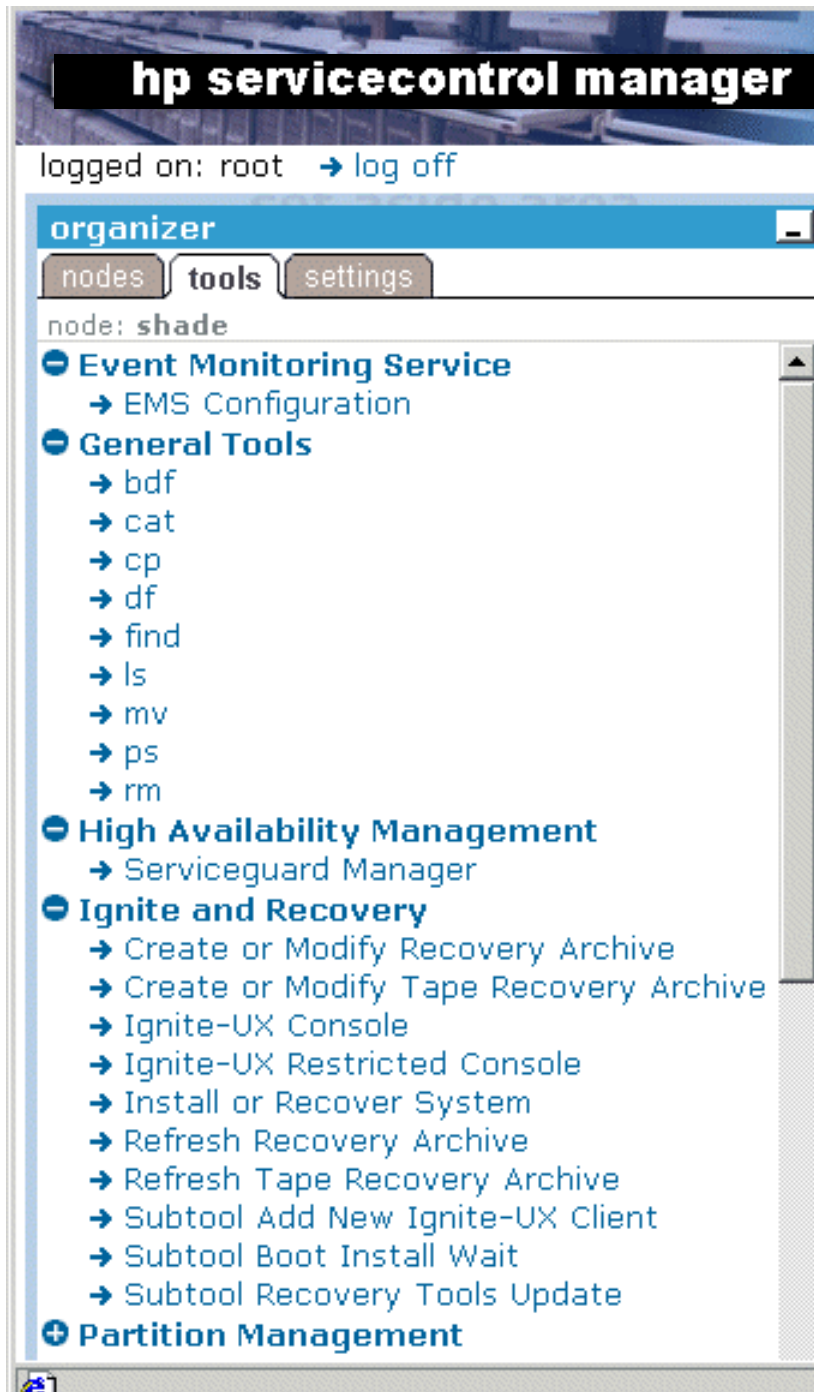 hp servicecontrol manager
logged on: root → log off
set aside area
organizer
nodes tools settings
node: shade
Event Monitoring Service
→ EMS Configuration
General Tools
→ bdf
→ cat
→ cp
→ df
→ find
→ ls
→ mv
→ ps
→ rm
High Availability Management
→ Serviceguard Manager
Ignite and Recovery
→ Create or Modify Recovery Archive
→ Create or Modify Tape Recovery Archive
→ Ignite-UX Console
→ Ignite-UX Restricted Console
→ Install or Recover System
→ Refresh Recovery Archive
→ Refresh Tape Recovery Archive
→ Subtool Add New Ignite-UX Client
→ Subtool Boot Install Wait
→ Subtool Recovery Tools Update
Partition Management